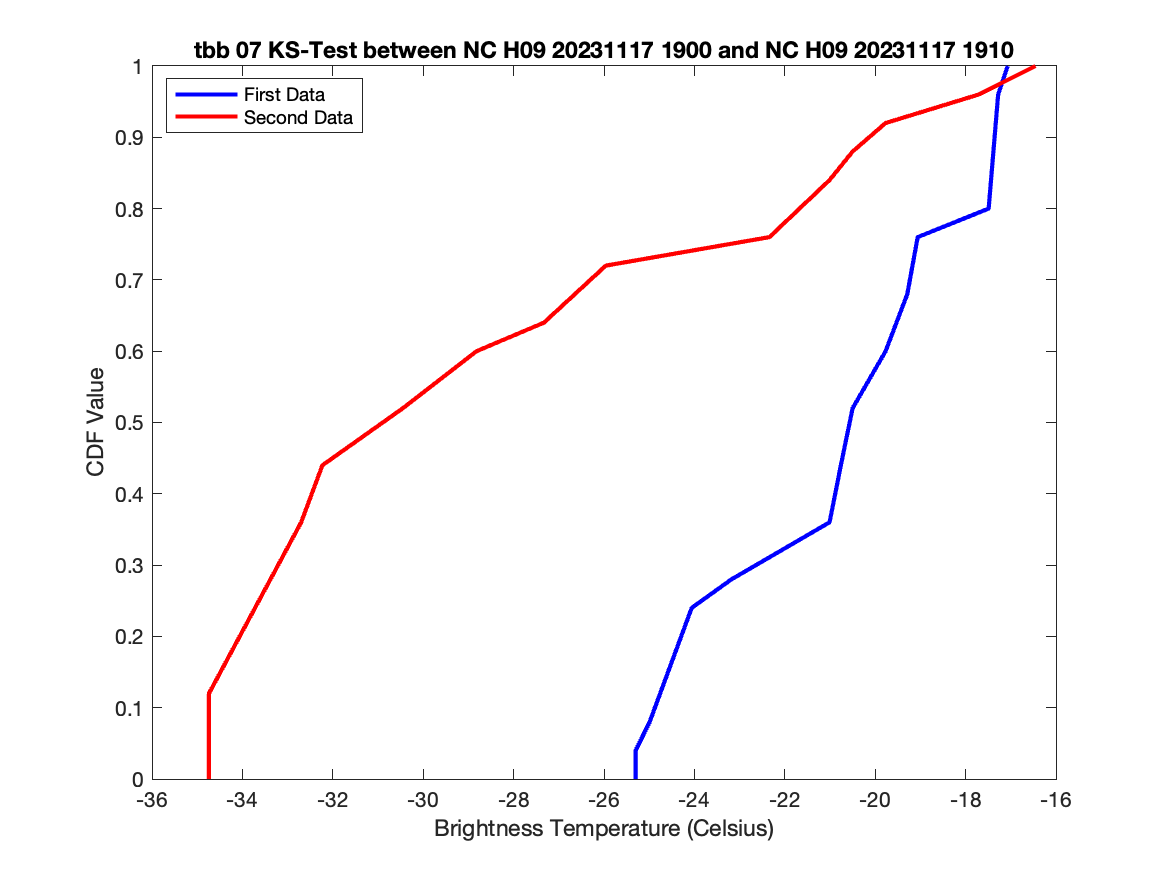 tbb 07 KS-Test between NC H09 20231117 1900 and NC H09 20231117 1910
First Data
Second Data
1
0.9
0.8
0.7
0.6
0.5
0.4
0.3
0.2
0.1
0
CDF Value
-36 -34 -32 -30 -28 -26 -24 -22 -20 -18 -16
Brightness Temperature (Celsius)